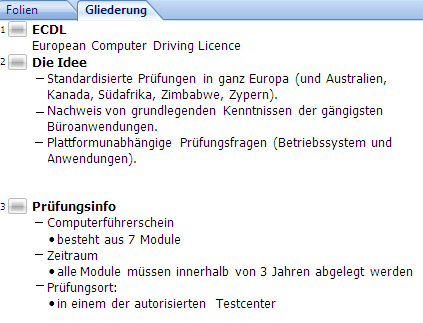 Folien Gliederung
1 ECDL
European Computer Driving Licence
2 Die Idee
– Standardisierte Prüfungen in ganz Europa (und Australien,
Kanada, Südafrika, Zimbabwe, Zypern).
– Nachweis von grundlegenden Kenntnissen der gängigsten
Büroanwendungen.
– Plattformunabhängige Prüfungsfragen (Betriebssystem und
Anwendungen).
3 Prüfungsinfo
– Computerführerschein
• besteht aus 7 Module
– Zeitraum
• alle Module müssen innerhalb von 3 Jahren abgelegt werden
– Prüfungsort:
• in einem der autorisierten Testcenter